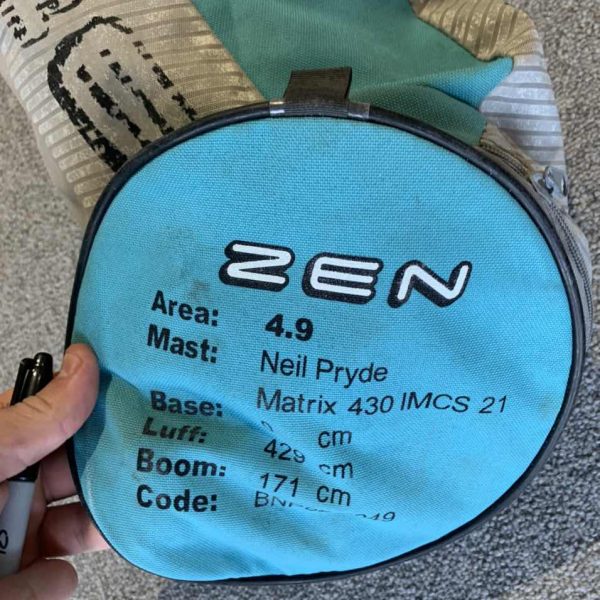 ZEN
Area: 4.9
Mast: Neil Pryde
Matrix 430 IMCS 21
Base: cm
Luff: 429 cm
Boom: 171 cm
Code: